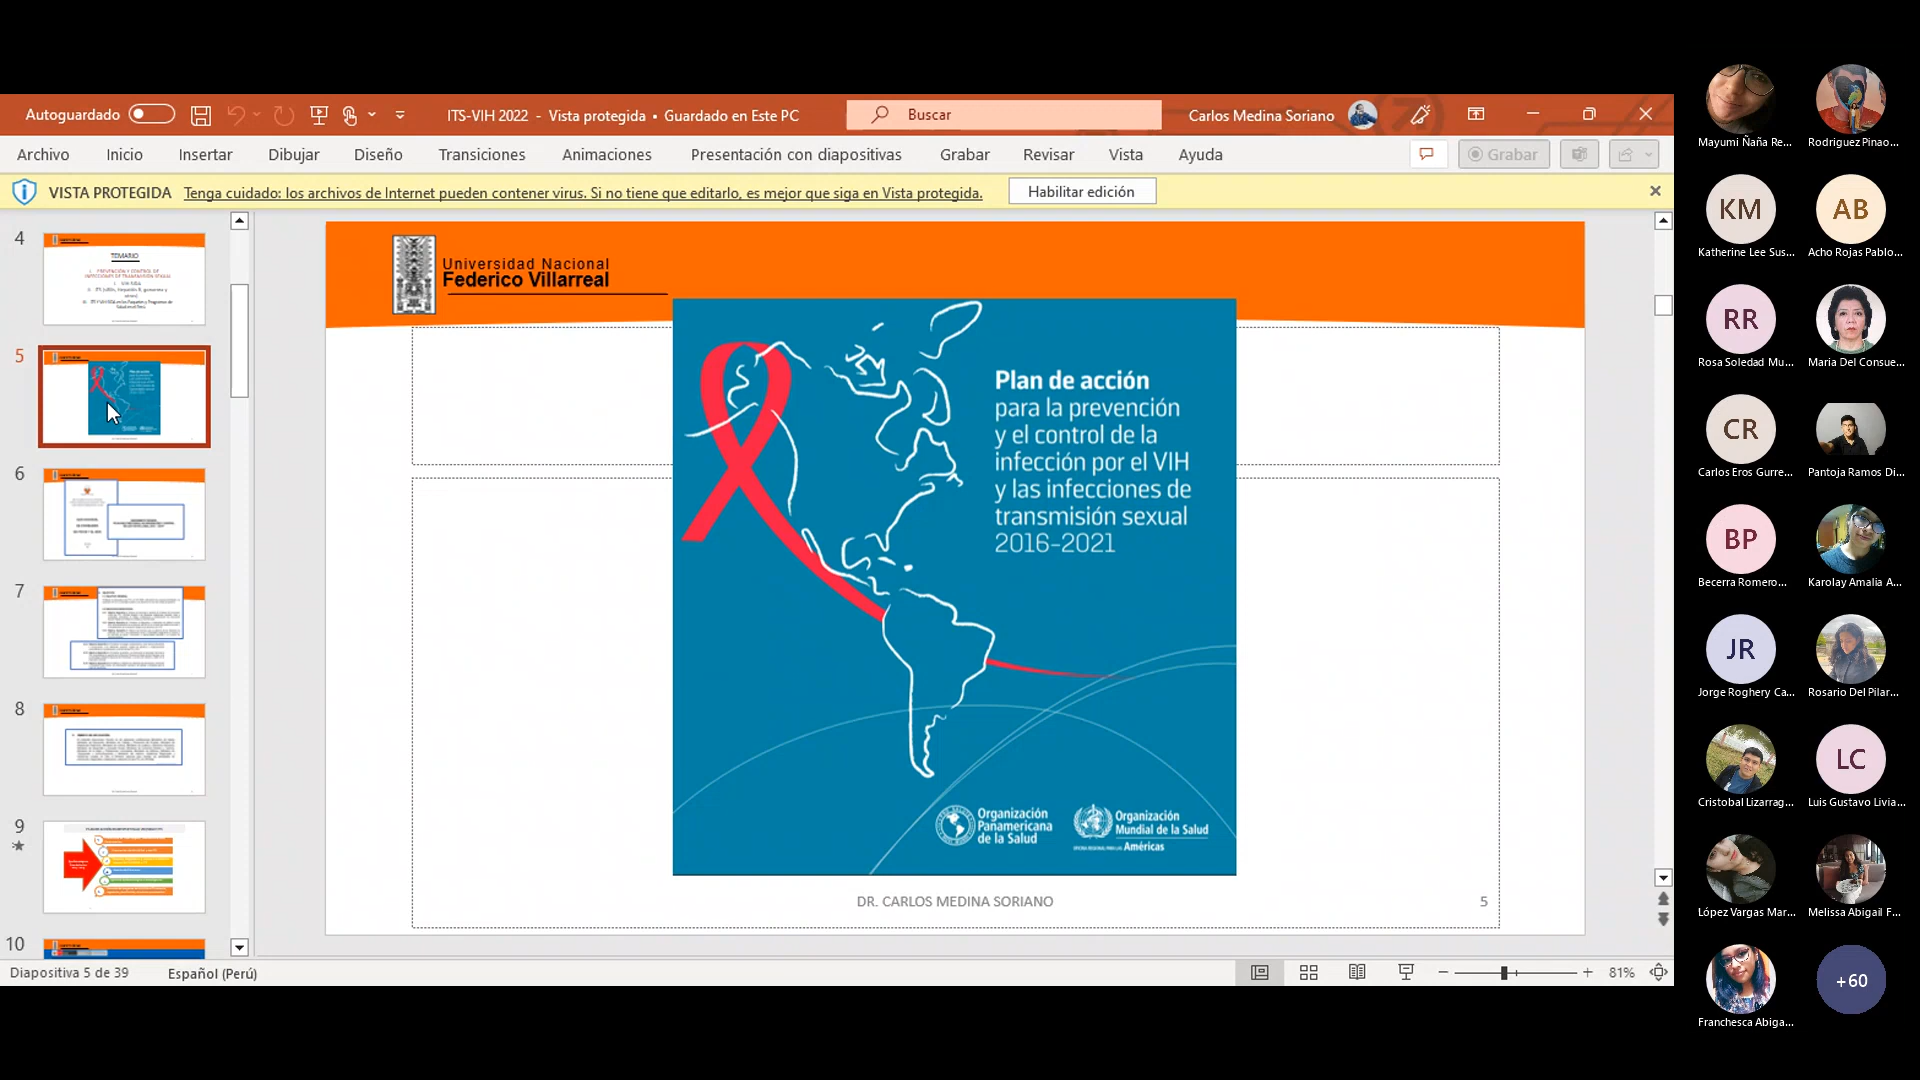 Autoguardado
ITS-VIH 2022 - Vista protegida • Guardado en Este PC
Buscar
Carlos Medina Soriano
Archivo
Inicio
Insertar
Dibujar
Diseño
Transiciones
Animaciones
Presentación con diapositivas
Grabar
Revisar
Vista
Ayuda
Grabar
VISTA PROTEGIDA
Tenga cuidado: los archivos de Internet pueden contener virus. Si no tiene que editarlo, es mejor que siga en Vista protegida.
Habilitar edición
4
TEMARIO
5
6
7
8
9
10
Universidad Nacional
Federico Villarreal
Plan de acción
para la prevención
y el control de la
infección por el VIH
y las infecciones de
transmisión sexual
2016-2021
Organización
Panamericana
de la Salud
Organización
Mundial de la Salud
Américas
DR. CARLOS MEDINA SORIANO
5
Diapositiva 5 de 39
Español (Perú)
81%
Mayumi Ñaña Re...
Rodriguez Pinao...
KM
Katherine Lee Sus...
AB
Acho Rojas Pablo...
RR
Rosa Soledad Mu...
Maria Del Consue...
CR
Carlos Eros Gurre...
Pantoja Ramos Di...
BP
Becerra Romero...
Karolay Amalia A...
JR
Jorge Roghery Ca...
Rosario Del Pilar...
Cristobal Lizarrag...
LC
Luis Gustavo Livia...
López Vargas Mar...
Melissa Abigail F...
Franchesca Abiga...
+60